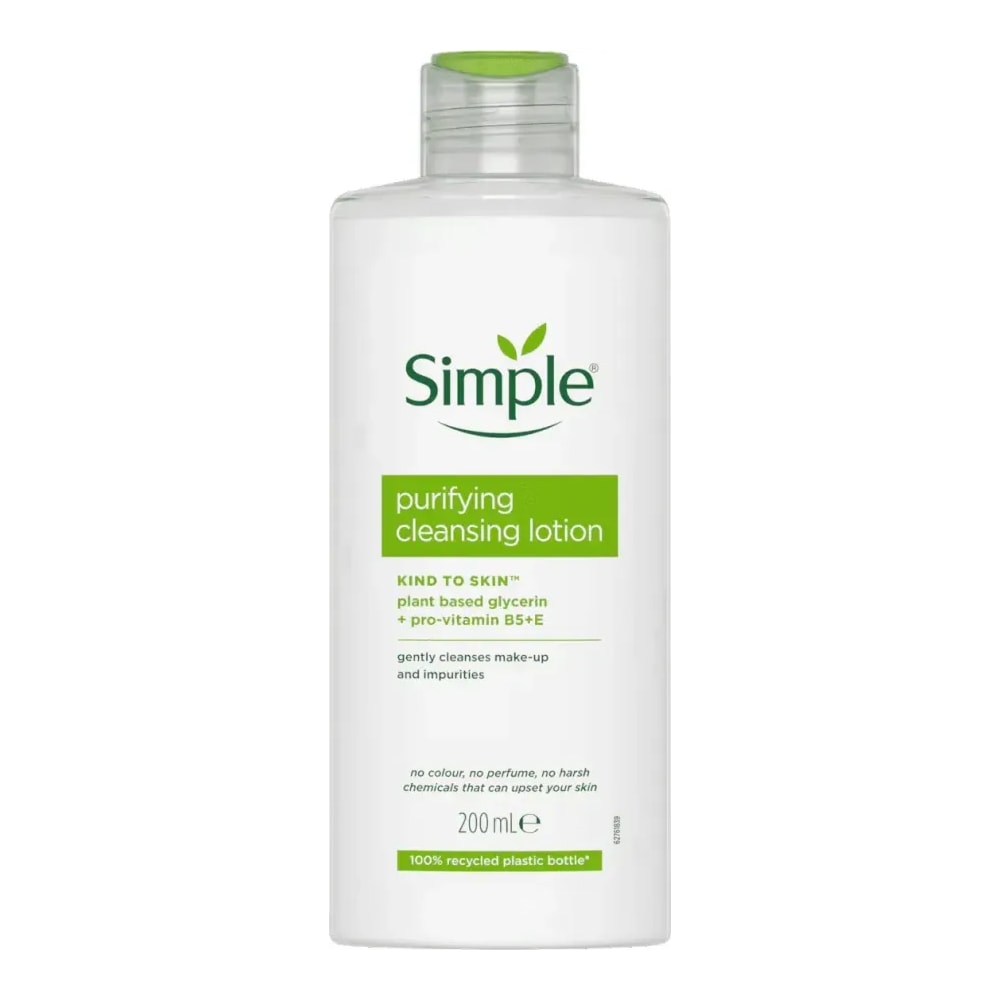 Simple®
purifying
cleansing lotion
KIND TO SKIN™
plant based glycerin
+ pro-vitamin B5+E
gently cleanses make-up
and impurities
no colour, no perfume, no harsh
chemicals that can upset your skin
200 mL℮
62761639
100% recycled plastic bottle*